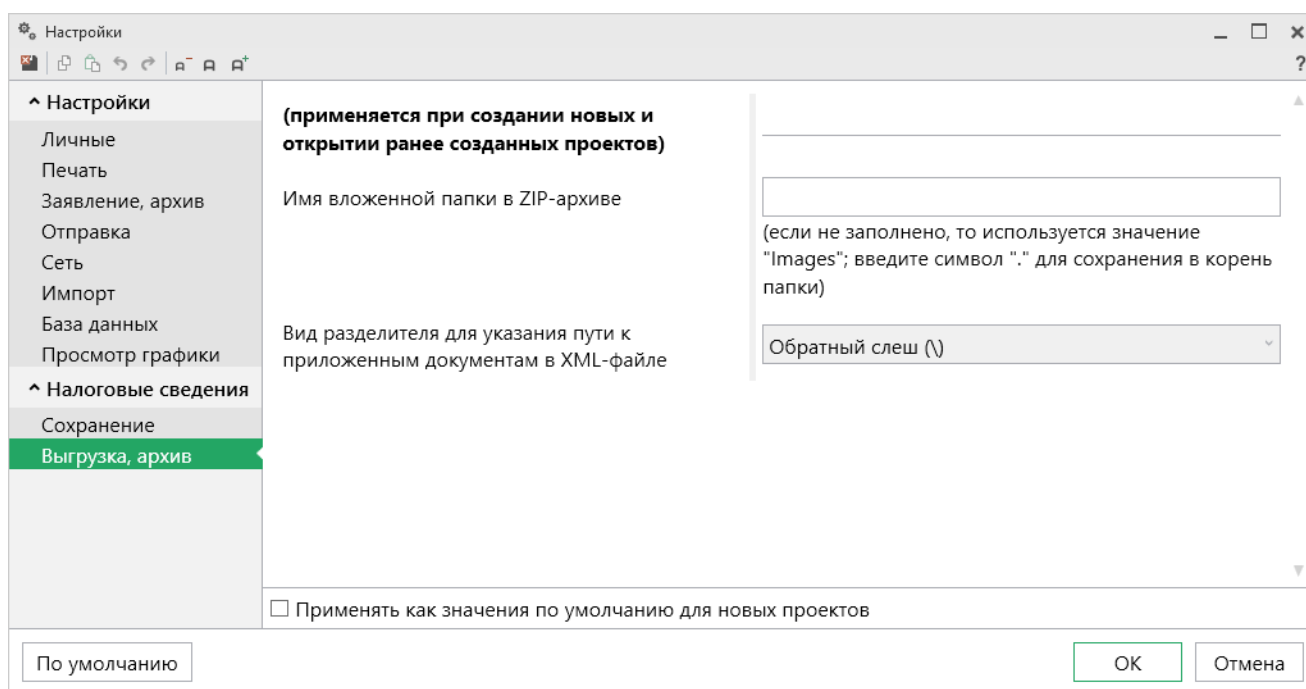 Настройки
?
^ Настройки
Личные
Печать
Заявление, архив
Отправка
Сеть
Импорт
База данных
Просмотр графики
^ Налоговые сведения
Сохранение
Выгрузка, архив
(применяется при создании новых и
открытии ранее созданных проектов)
Имя вложенной папки в ZIP-архиве
(если не заполнено, то используется значение
"Images"; введите символ "." для сохранения в корень
папки)
Вид разделителя для указания пути к
приложенным документам в XML-файле
Обратный слеш (\)
Применять как значения по умолчанию для новых проектов
По умолчанию
ОК
Отмена